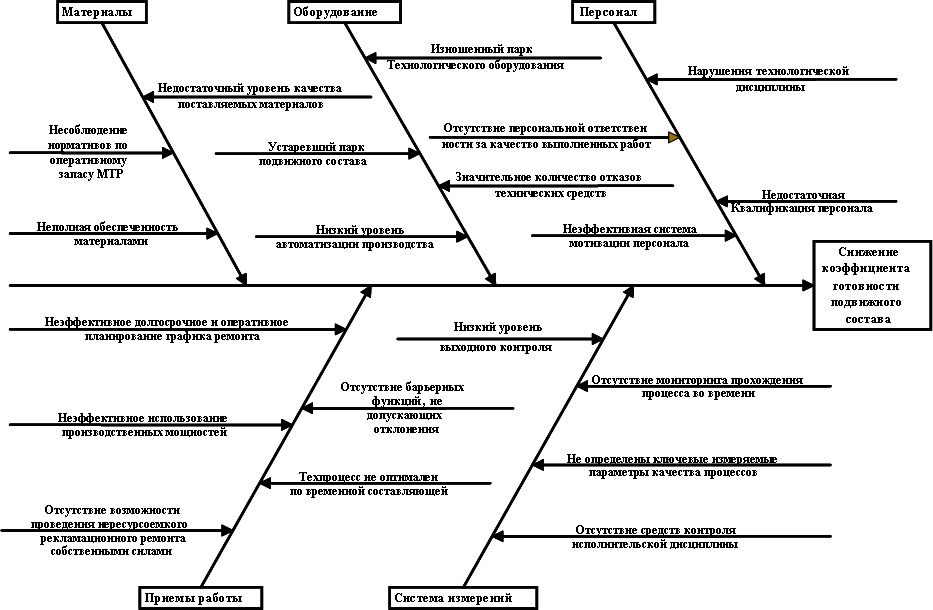 Материалы
Оборудование
Персонал
Изношенный парк
Технологического оборудования
Нарушения технологической
дисциплины
Недостаточный уровень качества
поставляемых материалов
Несоблюдение
нормативов по
оперативному
запасу МТР
Устаревший парк
подвижного состава
Отсутствие персональной ответствен
ности за качество выполненных работ
Значительное количество отказов
технических средств
Недостаточная
Квалификация персонала
Неполная обеспеченность
материалами
Низкий уровень
автоматизации производства
Неэффективная система
мотивации персонала
Снижение
коэффициента
готовности
подвижного
состава
Неэффективное долгосрочное и оперативное
планирование графика ремонта
Низкий уровень
выходного контроля
Отсутствие барьерных
функций, не
допускающих
отклонения
Отсутствие мониторинга прохождения
процесса во времени
Неэффективное использование
производственных мощностей
Не определены ключевые измеряемые
параметры качества процессов
Техпроцесс не оптимален
по временной составляющей
Отсутствие возможности
проведения нересурсоемкого
рекламационного ремонта
собственными силами
Отсутствие средств контроля
исполнительской дисциплины
Приемы работы
Система измерений